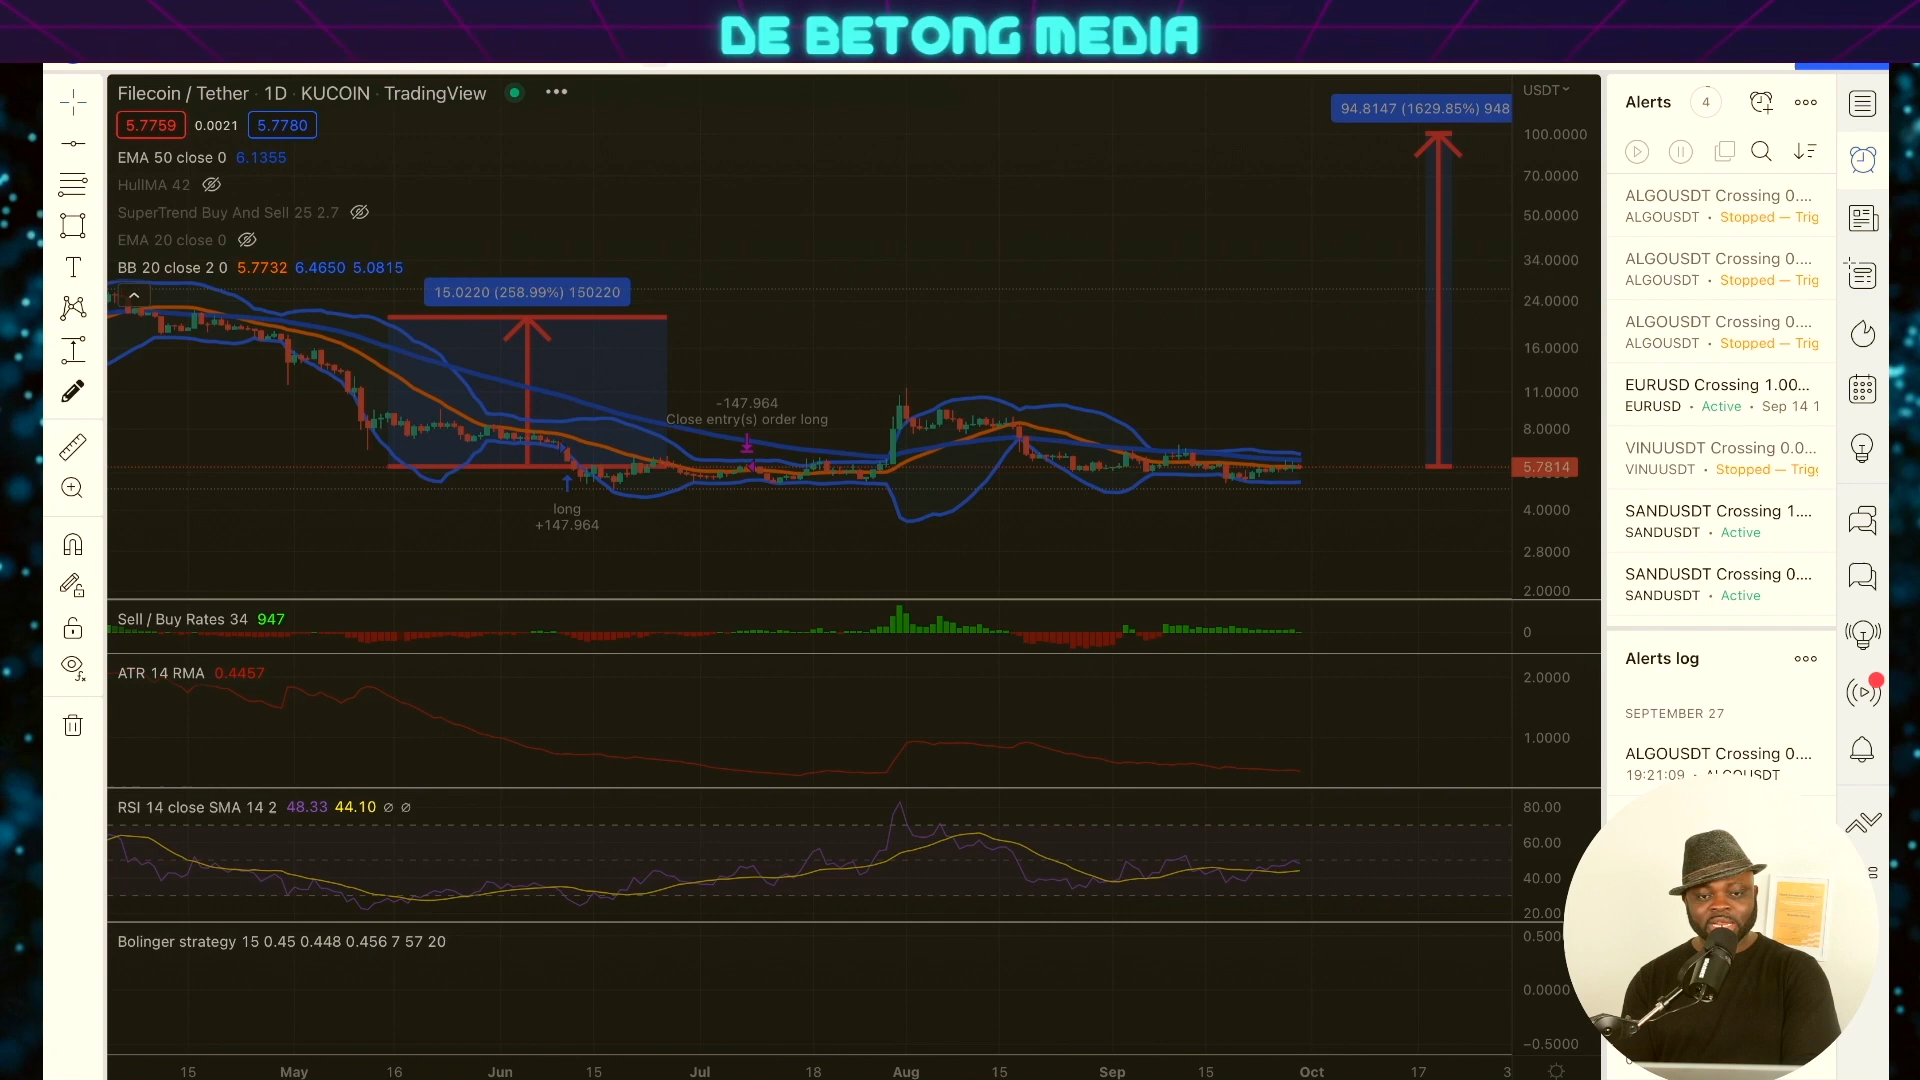 DE BETONG MEDIA
Filecoin / Tether · 1D · KUCOIN · TradingView
5.7759 0.0021 5.7780
EMA 50 close 0 6.1355
HullMA 42
SuperTrend Buy And Sell 25 2.7
EMA 20 close 0
BB 20 close 2 0 5.7732 6.4650 5.0815
15.0220 (258.99%) 150220
-147.964
Close entry(s) order long
long
+147.964
94.8147 (1629.85%) 948
USDT
100.0000
70.0000
50.0000
34.0000
24.0000
16.0000
11.0000
8.0000
5.7814
4.0000
2.8000
2.0000
Sell / Buy Rates 34 947
0
ATR 14 RMA 0.4457
2.0000
1.0000
RSI 14 close SMA 14 2 48.33 44.10 ∅ ∅
80.00
60.00
40.00
20.00
Bolinger strategy 15 0.45 0.448 0.456 7 57 20
0.500
0.0000
−0.5000
15 May 16 Jun 15 Jul 18 Aug 15 Sep 15 Oct 17 3
Alerts 4
ALGOUSDT Crossing 0....
ALGOUSDT • Stopped — Trig
ALGOUSDT Crossing 0....
ALGOUSDT • Stopped — Trig
ALGOUSDT Crossing 0....
ALGOUSDT • Stopped — Trig
EURUSD Crossing 1.00...
EURUSD • Active • Sep 14 1
VINUUSDT Crossing 0.0...
VINUUSDT • Stopped — Trigg
SANDUSDT Crossing 1....
SANDUSDT • Active
SANDUSDT Crossing 0....
SANDUSDT • Active
Alerts log
SEPTEMBER 27
ALGOUSDT Crossing 0....
19:21:09 • ALGOUSDT